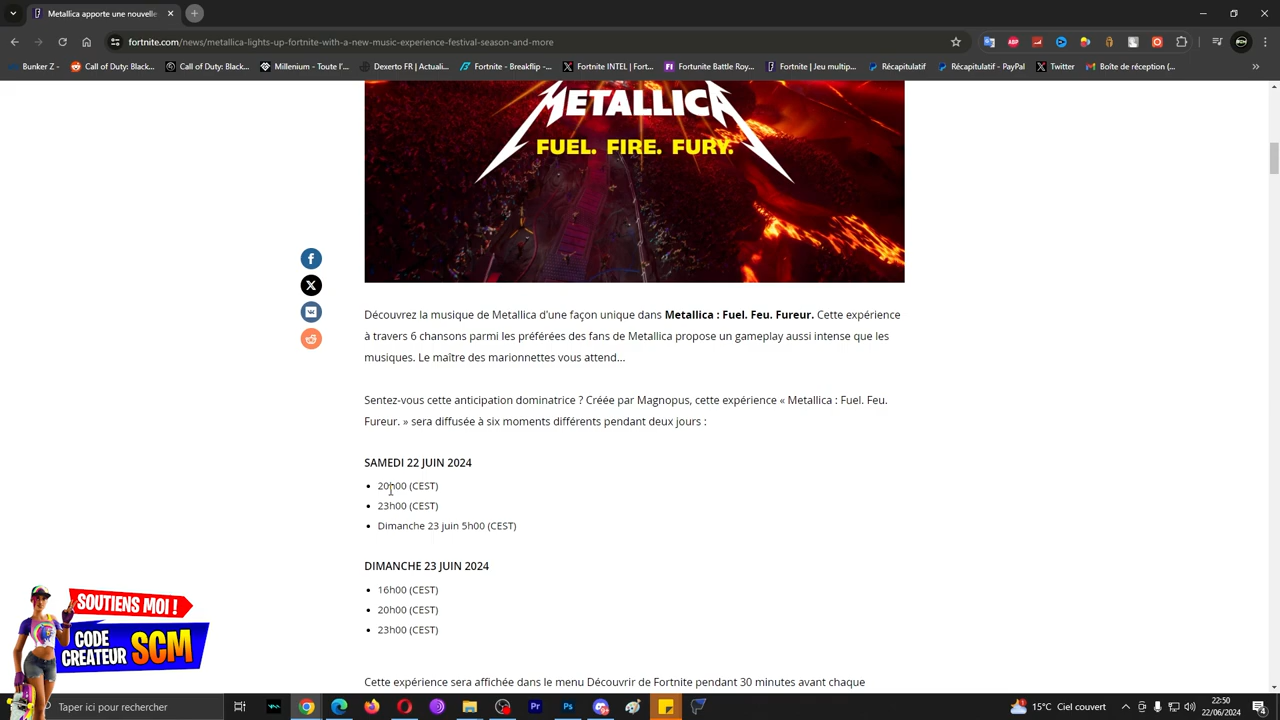 Metallica apporte une nouvelle
fortnite.com/news/metallica-lights-up-fortnite-with-a-new-music-experience-festival-season-and-more
Bunker Z -
Call of Duty: Black...
Call of Duty: Black...
Millenium - Toute l'...
Dexerto FR | Actuali...
Fortnite - Breakflip -...
Fortnite INTEL | Fort...
Fortunite Battle Roy...
Fortnite | Jeu multip...
Récapitulatif
Récapitulatif - PayPal
Twitter
Boîte de réception (...
METALLICA
FUEL. FIRE. FURY.
Découvrez la musique de Metallica d'une façon unique dans Metallica : Fuel. Feu. Fureur. Cette expérience
à travers 6 chansons parmi les préférées des fans de Metallica propose un gameplay aussi intense que les
musiques. Le maître des marionnettes vous attend...
Sentez-vous cette anticipation dominatrice ? Créée par Magnopus, cette expérience « Metallica : Fuel. Feu.
Fureur. » sera diffusée à six moments différents pendant deux jours :
SAMEDI 22 JUIN 2024
20h00 (CEST)
23h00 (CEST)
Dimanche 23 juin 5h00 (CEST)
DIMANCHE 23 JUIN 2024
16h00 (CEST)
20h00 (CEST)
23h00 (CEST)
Cette expérience sera affichée dans le menu Découvrir de Fortnite pendant 30 minutes avant chaque
SOUTIENS MOI !
CODE
CREATEUR SCM
Taper ici pour rechercher
15°C Ciel couvert
22:50
22/06/2024